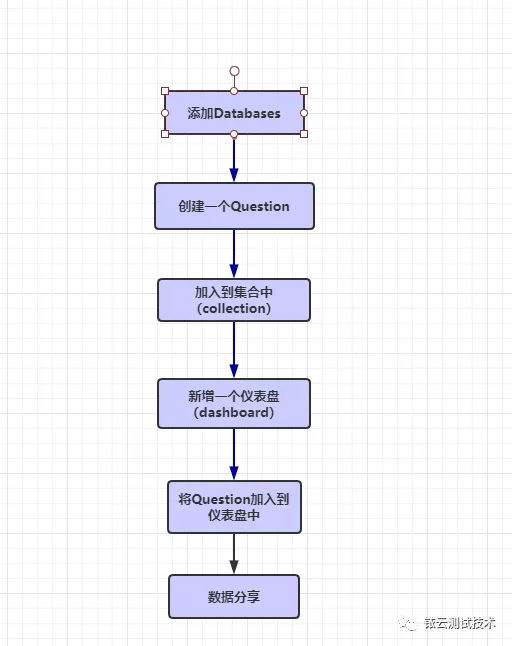 添加Databases
创建一个Question
加入到集合中
（collection）
新增一个仪表盘
（dashboard）
将Question加入到
仪表盘中
数据分享
铱云测试技术